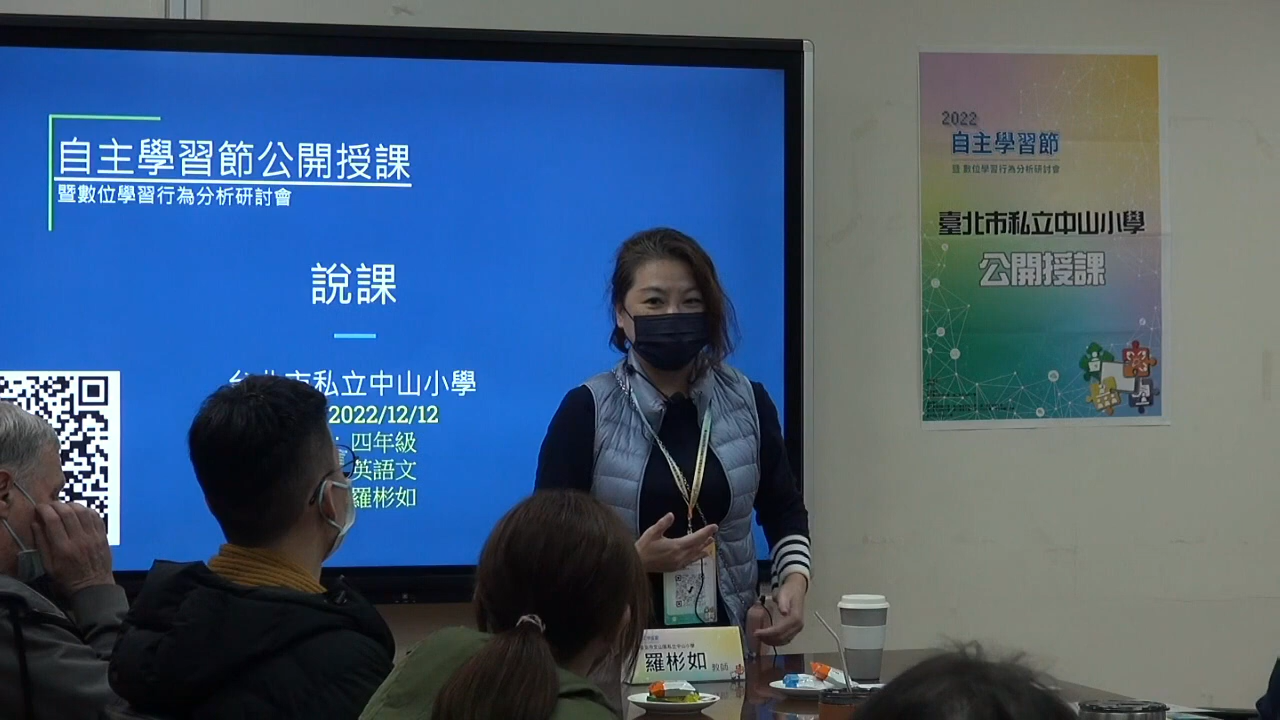 自主學習節公開授課
暨數位學習行為分析研討會
說課
台北市私立中山小學
2022/12/12
：四年級
英語文
羅彬如
2022
自主學習節
暨數位學習行為分析研討會
臺北市私立中山小學
公開授課
羅彬如 教師